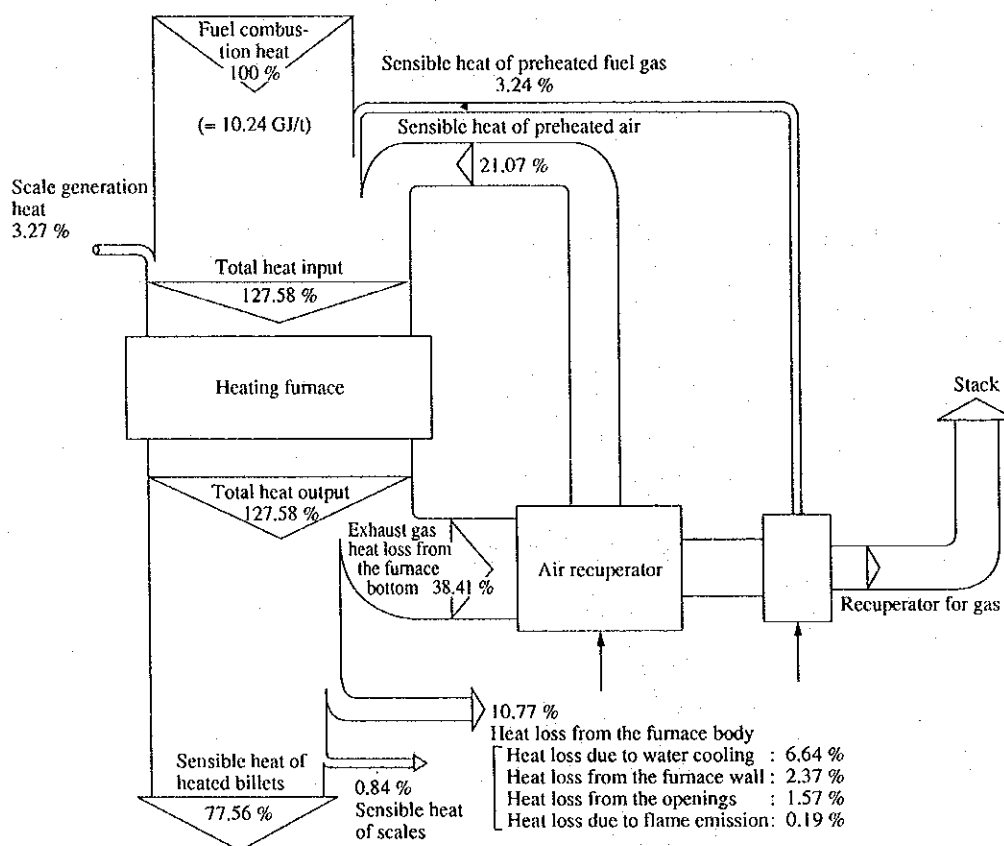 Fuel combus-
tion heat
100 %
(= 10.24 GJ/t)
Sensible heat of preheated fuel gas
3.24 %
Sensible heat of preheated air
21.07 %
Scale generation
heat
3.27 %
Total heat input
127.58 %
Heating furnace
Stack
Total heat output
127.58 %
Exhaust gas
heat loss from
the furnace
bottom 38.41 %
Air recuperator
Recuperator for gas
10.77 %
Heat loss from the furnace body
Heat loss due to water cooling : 6.64 %
Heat loss from the furnace wall : 2.37 %
Heat loss from the openings : 1.57 %
Heat loss due to flame emission : 0.19 %
Sensible heat of
heated billets
77.56 %
0.84 %
Sensible heat
of scales